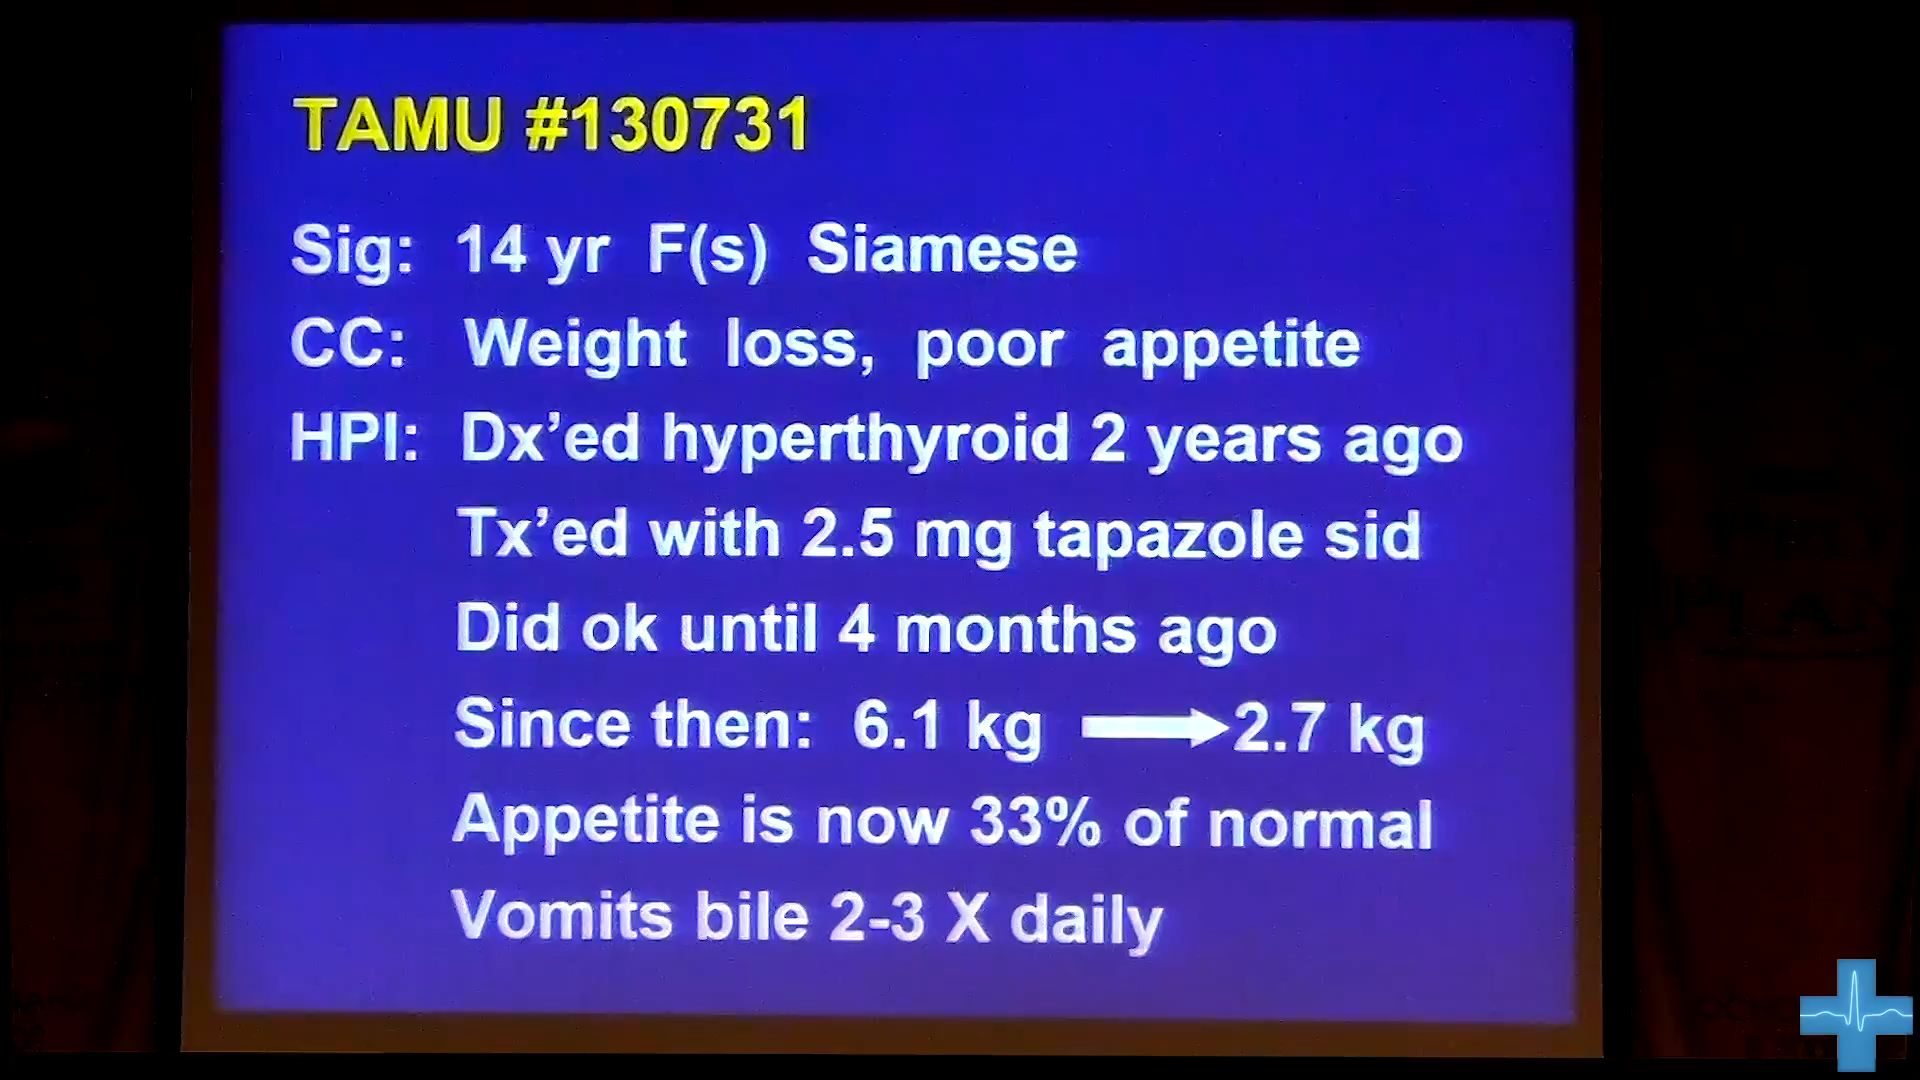 TAMU #130731
Sig: 14 yr F(s) Siamese
CC: Weight loss, poor appetite
HPI: Dx'ed hyperthyroid 2 years ago
Tx'ed with 2.5 mg tapazole sid
Did ok until 4 months ago
Since then: 6.1 kg → 2.7 kg
Appetite is now 33% of normal
Vomits bile 2-3 X daily
PLAN